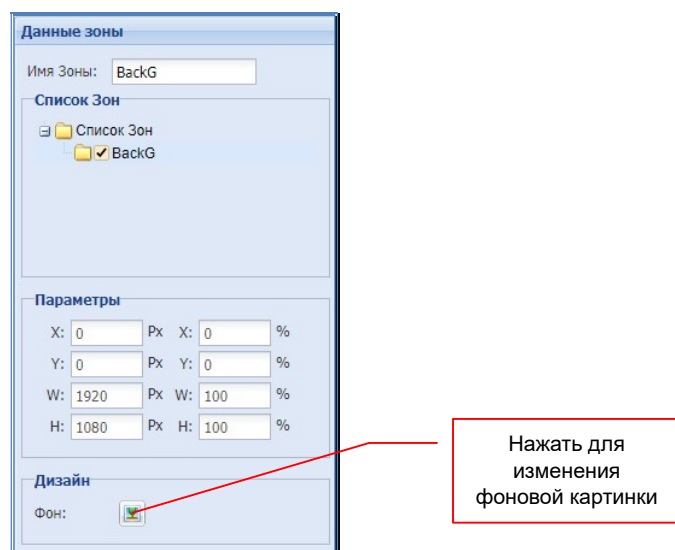 Данные зоны
Имя Зоны: BackG
Список Зон
Список Зон
BackG
Параметры
X: 0 Px X: 0 %
Y: 0 Px Y: 0 %
W: 1920 Px W: 100 %
H: 1080 Px H: 100 %
Дизайн
Фон:
Нажать для
изменения
фоновой картинки